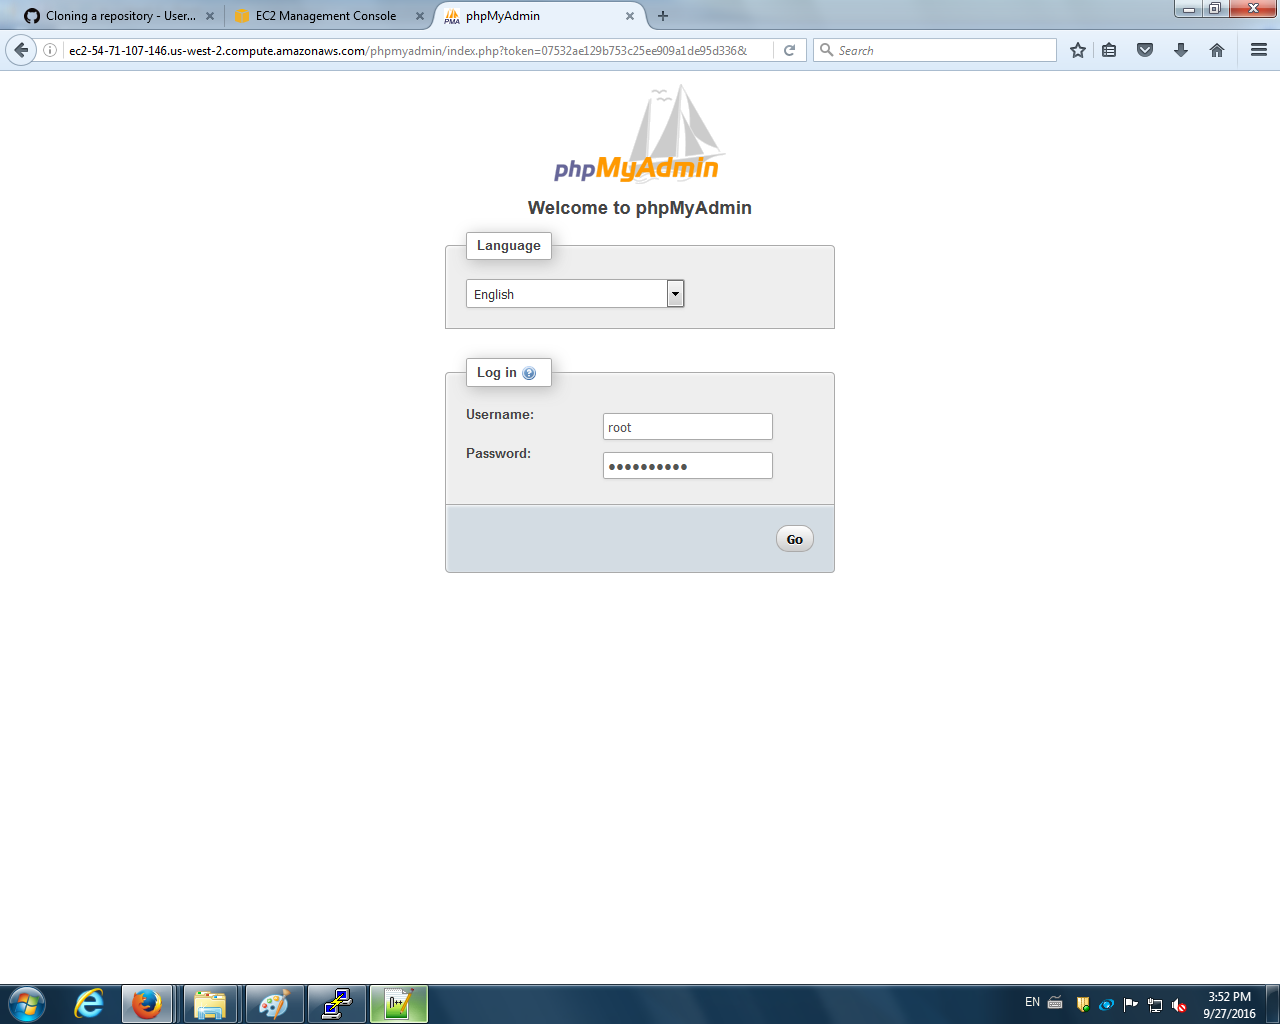 Cloning a repository - User...
EC2 Management Console
phpMyAdmin
ec2-54-71-107-146.us-west-2.compute.amazonaws.com/phpmyadmin/index.php?token=07532ae129b753c25ee909a1de95d336&
Search
phpMyAdmin
Welcome to phpMyAdmin
Language
English
Log in
Username:
root
Password:
Go
EN
3:52 PM
9/27/2016